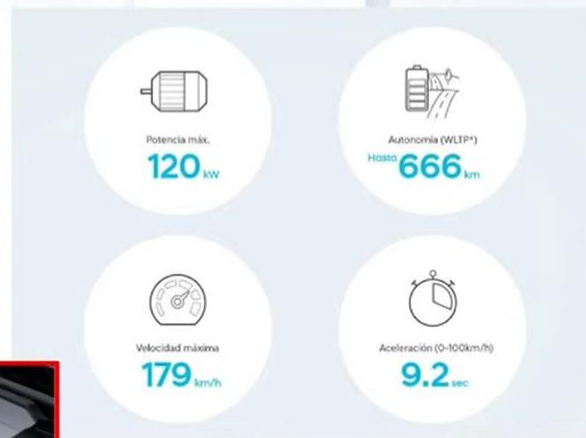 Potencia máx.
120 kW
Autonomía (WLTP*)
Hasta 666 km
Velocidad máxima
179 km/h
Aceleración (0-100km/h)
9.2 sec